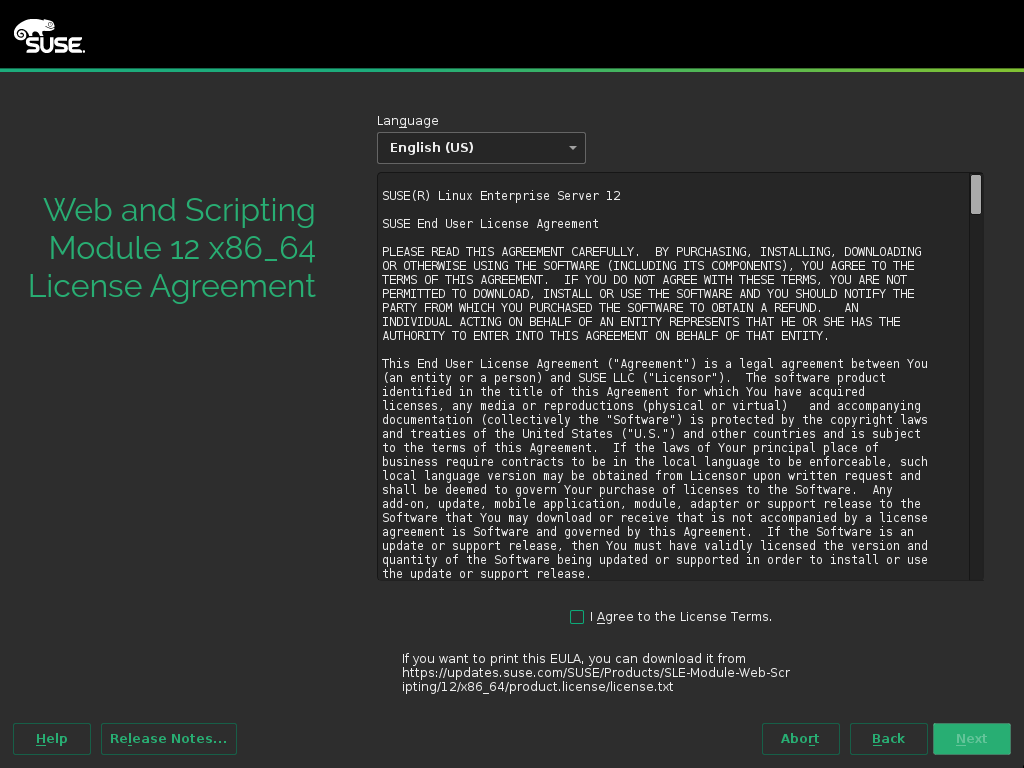 SUSE.
Language
English (US)
Web and Scripting
Module 12 x86_64
License Agreement
SUSE(R) Linux Enterprise Server 12
SUSE End User License Agreement
PLEASE READ THIS AGREEMENT CAREFULLY.  BY PURCHASING, INSTALLING, DOWNLOADING
OR OTHERWISE USING THE SOFTWARE (INCLUDING ITS COMPONENTS), YOU AGREE TO THE
TERMS OF THIS AGREEMENT.  IF YOU DO NOT AGREE WITH THESE TERMS, YOU ARE NOT
PERMITTED TO DOWNLOAD, INSTALL OR USE THE SOFTWARE AND YOU SHOULD NOTIFY THE
PARTY FROM WHICH YOU PURCHASED THE SOFTWARE TO OBTAIN A REFUND.   AN
INDIVIDUAL ACTING ON BEHALF OF AN ENTITY REPRESENTS THAT HE OR SHE HAS THE
AUTHORITY TO ENTER INTO THIS AGREEMENT ON BEHALF OF THAT ENTITY.
This End User License Agreement ("Agreement") is a legal agreement between You
(an entity or a person) and SUSE LLC ("Licensor").  The software product
identified in the title of this Agreement for which You have acquired
licenses, any media or reproductions (physical or virtual)   and accompanying
documentation (collectively the "Software") is protected by the copyright laws
and treaties of the United States ("U.S.") and other countries and is subject
to the terms of this Agreement.  If the laws of Your principal place of
business require contracts to be in the local language to be enforceable, such
local language version may be obtained from Licensor upon written request and
shall be deemed to govern Your purchase of licenses to the Software.  Any
add-on, update, mobile application, module, adapter or support release to the
Software that You may download or receive that is not accompanied by a license
agreement is Software and governed by this Agreement.  If the Software is an
update or support release, then You must have validly licensed the version and
quantity of the Software being updated or supported in order to install or use
the update or support release.
I Agree to the License Terms.
If you want to print this EULA, you can download it from
https://updates.suse.com/SUSE/Products/SLE-Module-Web-Scr
ipting/12/x86_64/product.license/license.txt
Help
Release Notes...
Abort
Back
Next